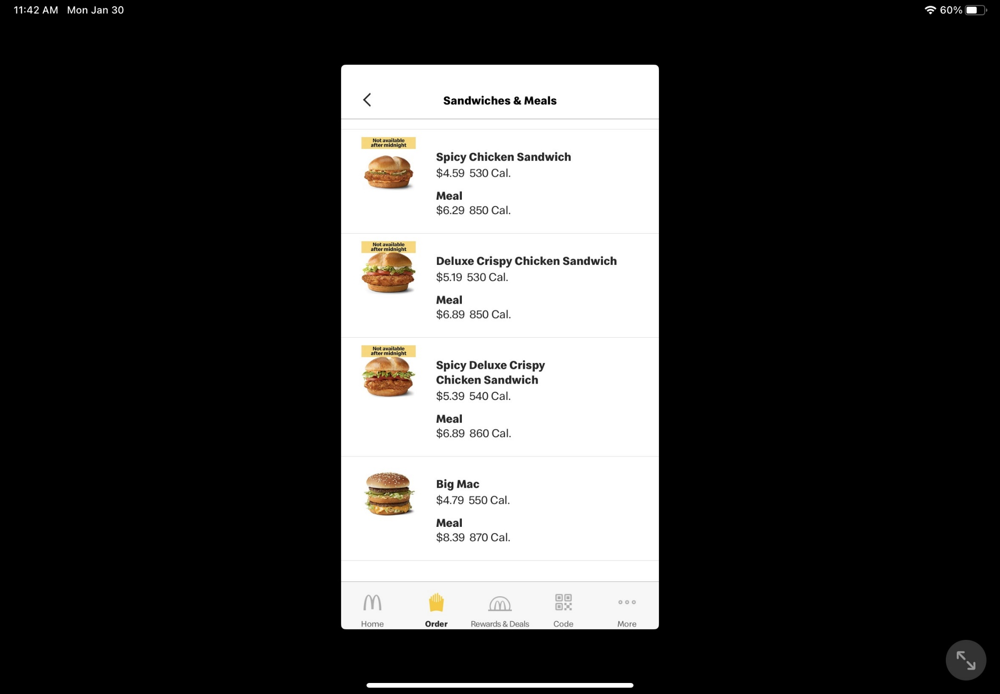 11:42 AM Mon Jan 30
60%
Sandwiches & Meals
Not available
after midnight
Spicy Chicken Sandwich
$4.59 530 Cal.
Meal
$6.29 850 Cal.
Not available
after midnight
Deluxe Crispy Chicken Sandwich
$5.19 530 Cal.
Meal
$6.89 850 Cal.
Not available
after midnight
Spicy Deluxe Crispy
Chicken Sandwich
$5.39 540 Cal.
Meal
$6.89 860 Cal.
Big Mac
$4.79 550 Cal.
Meal
$8.39 870 Cal.
Home Order Rewards & Deals Code More